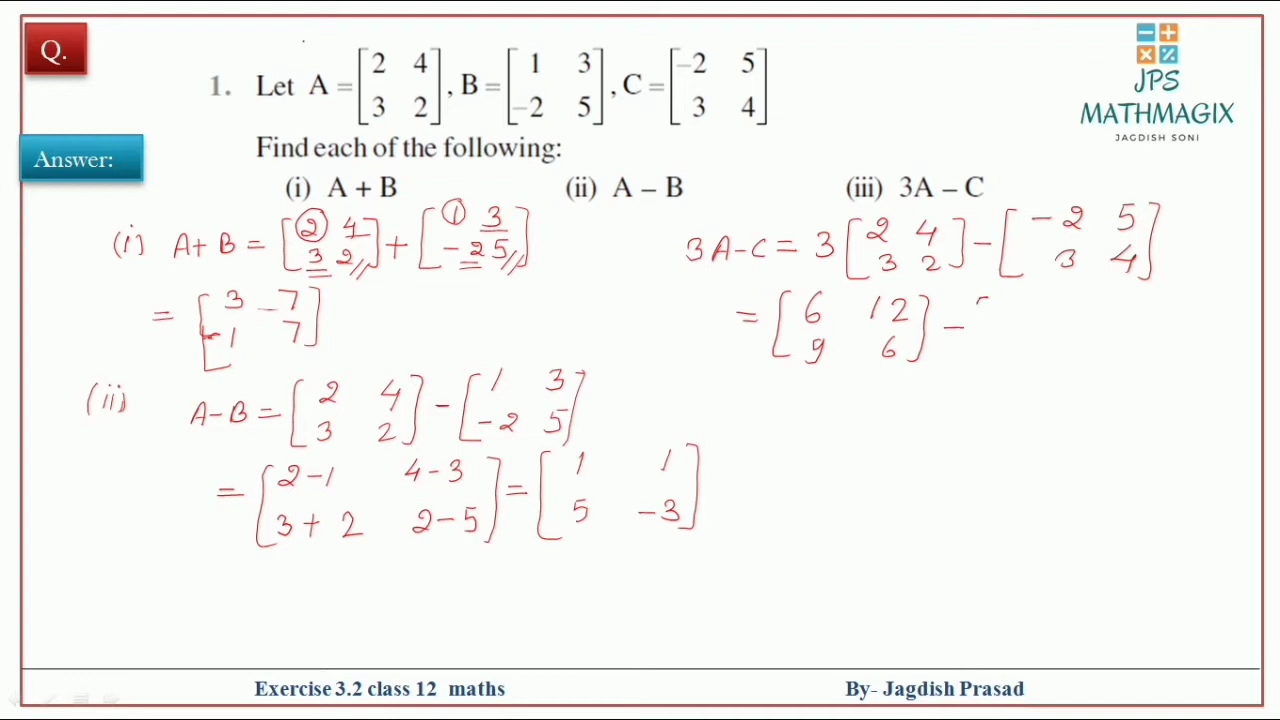 Q.
1. Let A = [2 4; 3 2], B = [1 3; -2 5], C = [-2 5; 3 4]
JPS
MATHMAGIX
JAGDISH SONI
Answer:
Find each of the following:
(i) A + B (ii) A – B (iii) 3A – C
(i) A+B = [2 4; 3 2] + [1 3; -2 5]
= [3 -7; -1 7]
(ii) A-B = [2 4; 3 2] - [1 3; -2 5]
= [2-1 4-3; 3+2 2-5] = [1 1; 5 -3]
3A-C = 3[2 4; 3 2] - [-2 5; 3 4]
= [6 12; 9 6] -
Exercise 3.2 class 12 maths
By- Jagdish Prasad